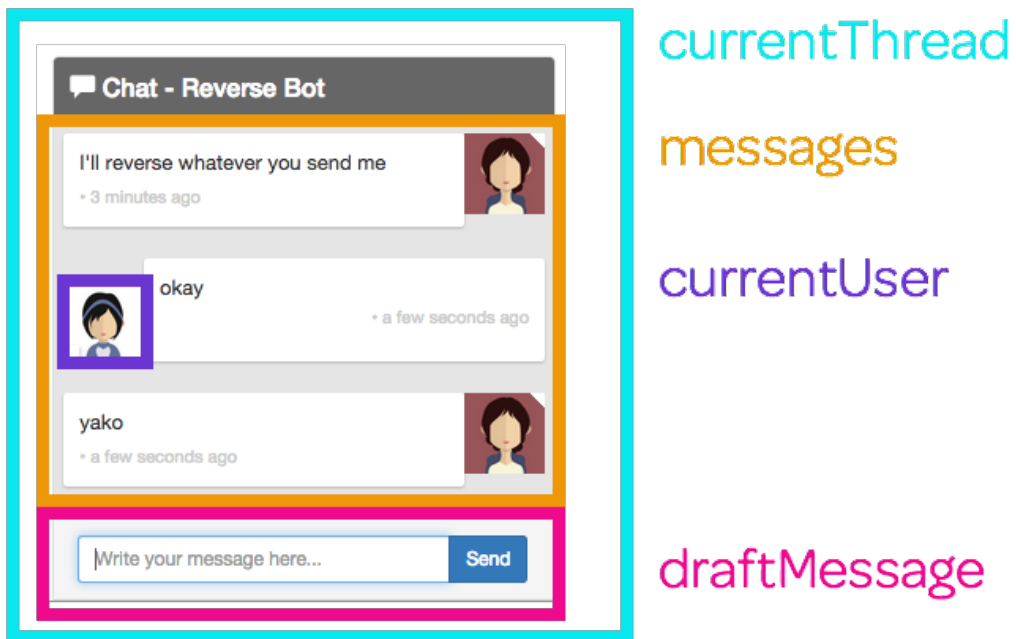 currentThread
Chat - Reverse Bot
messages
I'll reverse whatever you send me
• 3 minutes ago
currentUser
okay
• a few seconds ago
yako
• a few seconds ago
Write your message here...
Send
draftMessage